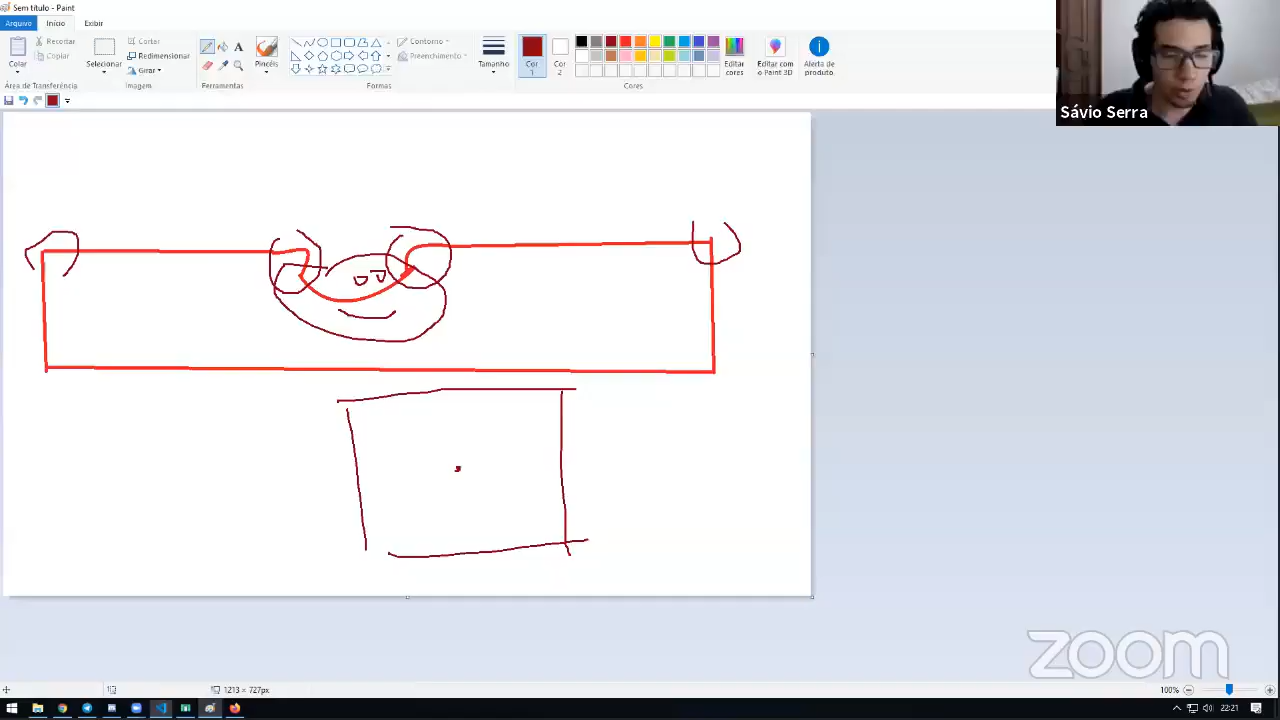 Sem título - Paint
Arquivo Início Exibir
Colar
Recortar
Copiar
Área de Transferência
Selecionar
Cortar
Redimensionar
Girar
Imagem
A
Ferramentas
Pincéis
Contorno
Preenchimento
Formas
Tamanho
Cor
1
Cor
2
Editar
cores
Cores
Editar com
o Paint 3D
Alerta de
produto
Sávio Serra
zoom
1213 × 727px
100%
22:21